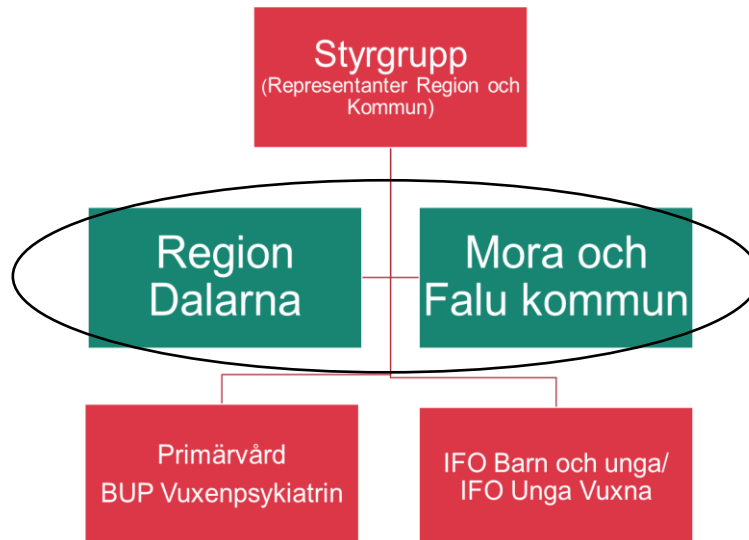 Styrgrupp
(Representanter Region och
Kommun)
Region
Dalarna
Mora och
Falu kommun
Primärvård
BUP Vuxenpsykiatrin
IFO Barn och unga/
IFO Unga Vuxna